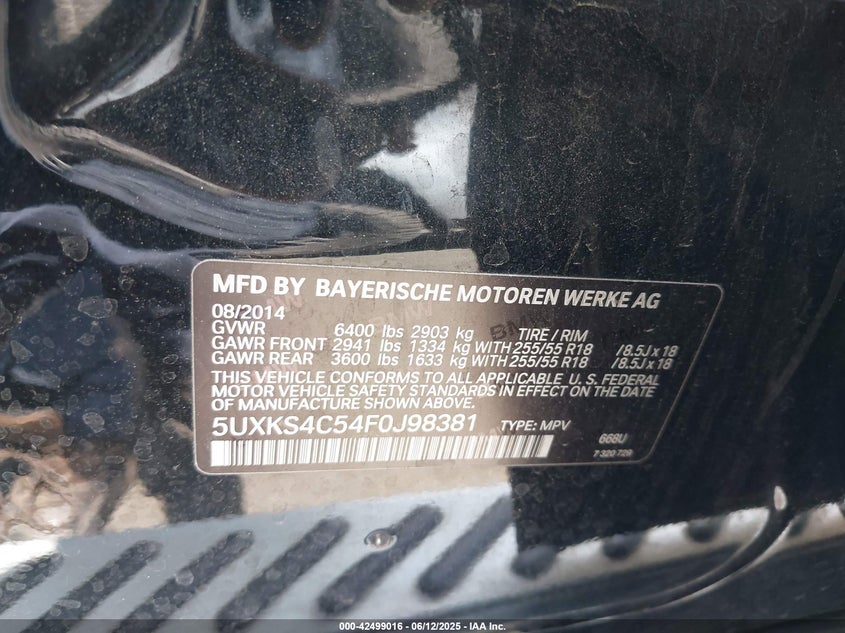 MFD BY BAYERISCHE MOTOREN WERKE AG
08/2014
GVWR 6400 lbs 2903 kg TIRE / RIM
GAWR FRONT 2941 lbs 1334 kg WITH 255/55 R18 /8.5J x 18
GAWR REAR 3600 lbs 1633 kg WITH 255/55 R18 /8.5J x 18
THIS VEHICLE CONFORMS TO ALL APPLICABLE, U. S. FEDERAL
MOTOR VEHICLE SAFETY STANDARDS IN EFFECT ON THE DATE
OF MANUFACTURE SHOWN ABOVE.
5UXKS4C54F0J98381 TYPE: MPV 668U
7 320 729
000-42499016 - 06/12/2025 - IAA Inc.